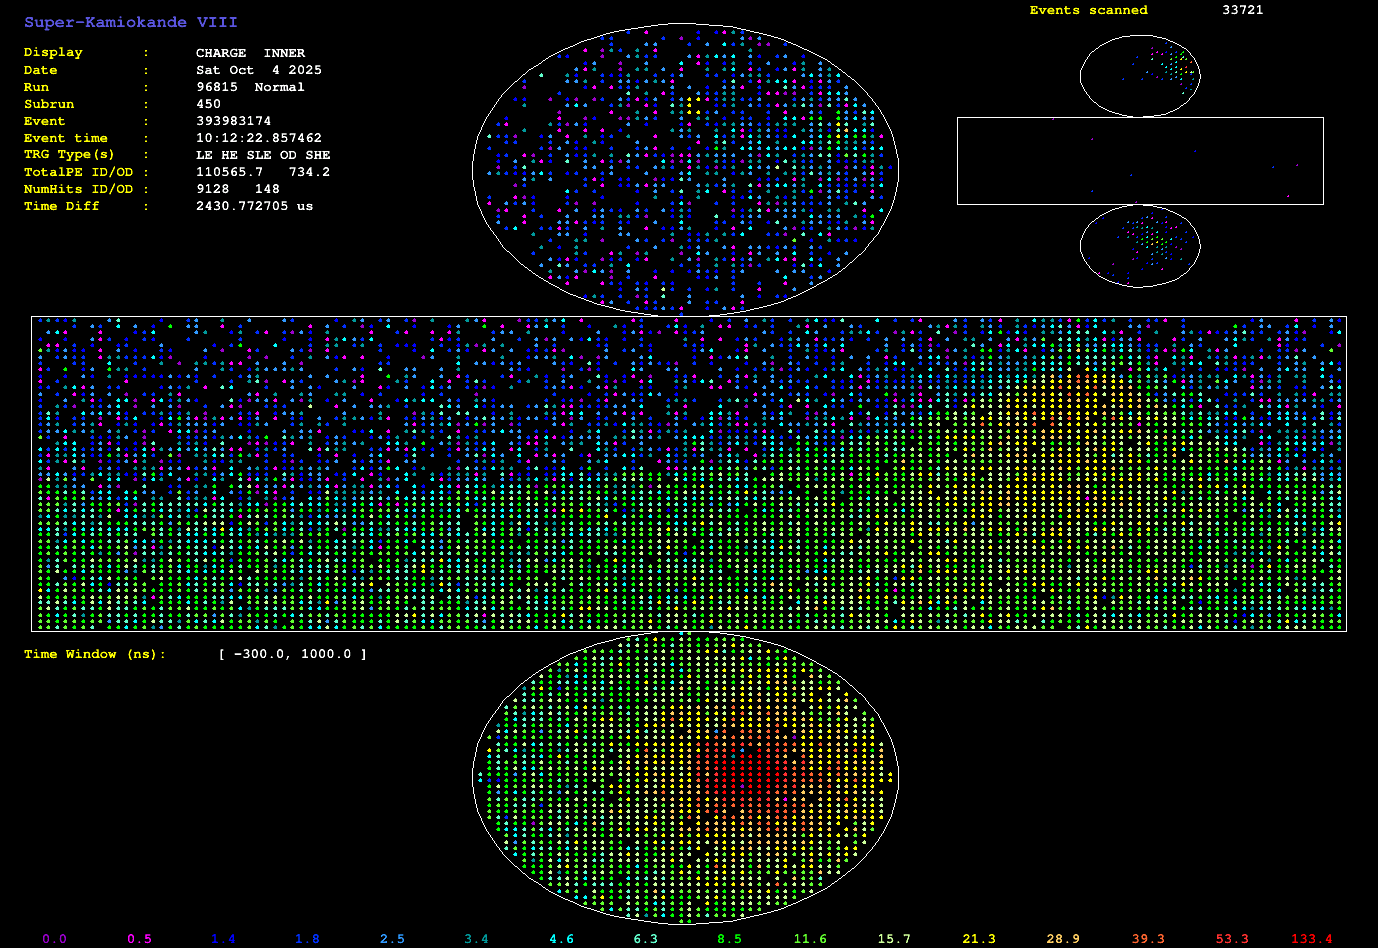 Super-Kamiokande VIII
Events scanned 33721
Display : CHARGE INNER
Date : Sat Oct 4 2025
Run : 96815 Normal
Subrun : 450
Event : 393983174
Event time : 10:12:22.857462
TRG Type(s) : LE HE SLE OD SHE
TotalPE ID/OD : 110565.7 734.2
NumHits ID/OD : 9128 148
Time Diff : 2430.772705 us
Time Window (ns): [ -300.0, 1000.0 ]
0.0 0.5 1.4 1.8 2.5 3.4 4.6 6.3 8.5 11.6 15.7 21.3 28.9 39.3 53.3 133.4